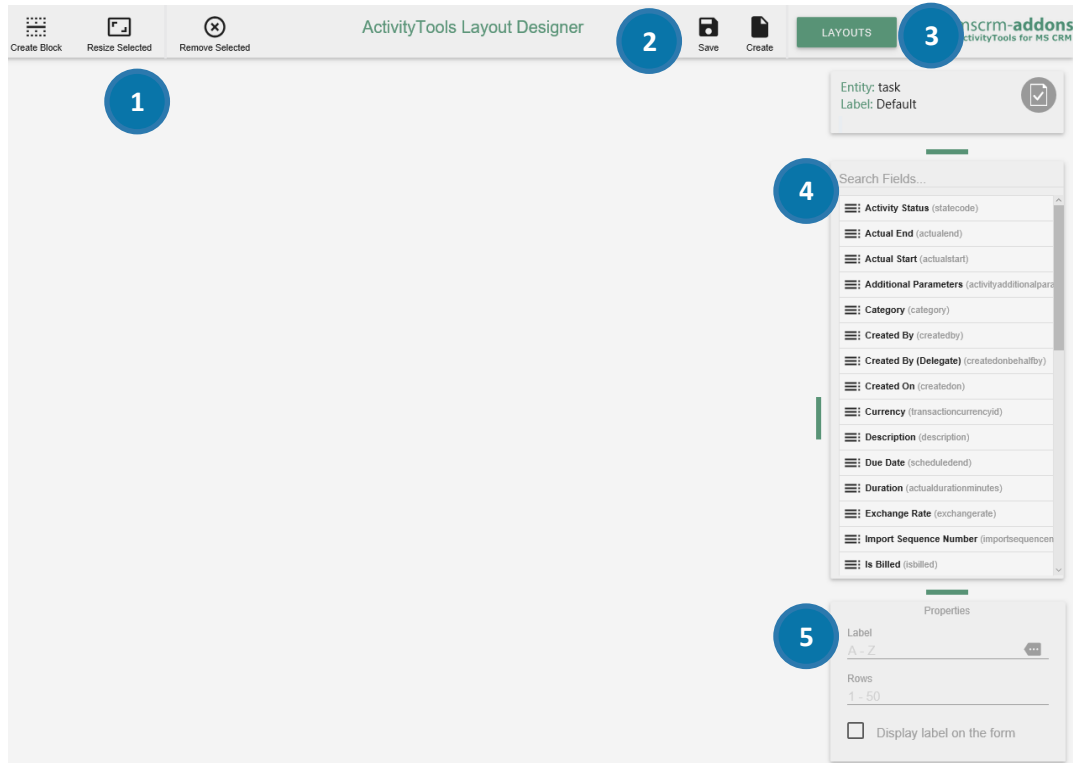 Create Block
Resize Selected
Remove Selected
ActivityTools Layout Designer
2
Save
Create
LAYOUTS
3
mscrm-addons
ActivityTools for MS CRM
1
Entity: task
Label: Default
4
Search Fields...
Activity Status (statecode)
Actual End (actualend)
Actual Start (actualstart)
Additional Parameters (activityadditionalpara
Category (category)
Created By (createdby)
Created By (Delegate) (createdonbehalfby)
Created On (createdon)
Currency (transactioncurrencyid)
Description (description)
Due Date (scheduledend)
Duration (actualdurationminutes)
Exchange Rate (exchangerate)
Import Sequence Number (importsequencen
Is Billed (isbilled)
Properties
5
Label
A - Z
Rows
1 - 50
Display label on the form